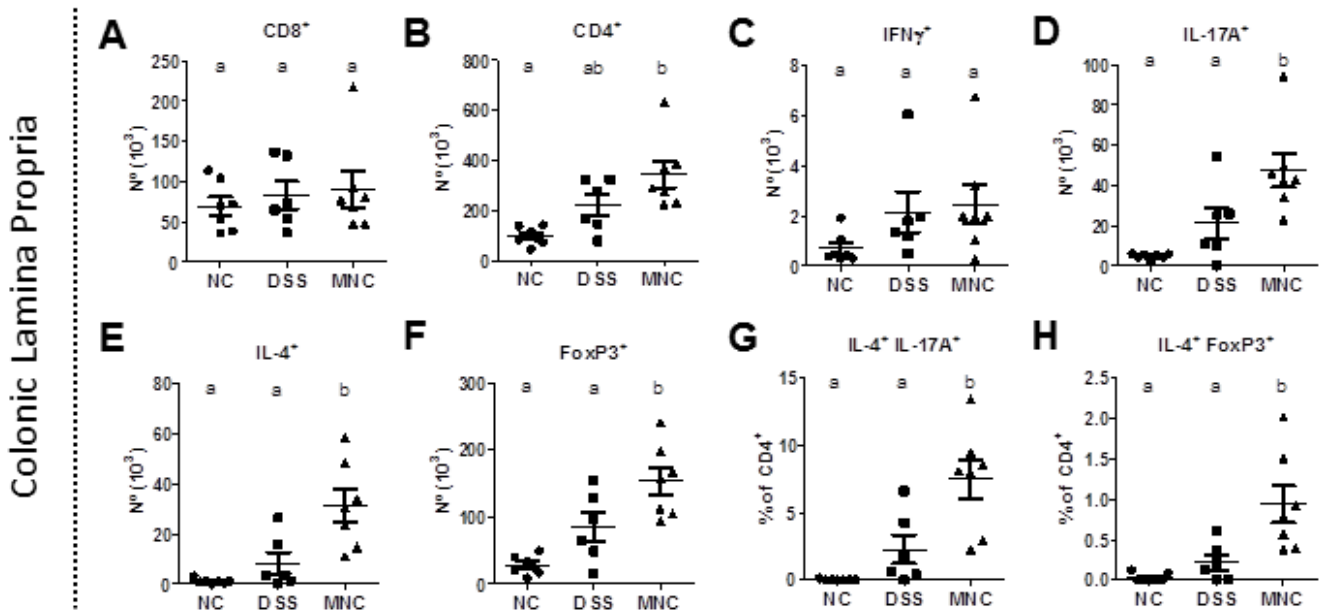 Colonic Lamina Propria
A
CD8⁺
a a a
250
200
150
100
50
0
Nº (10³)
NC DSS MNC
B
CD4⁺
a ab b
800
600
400
200
0
Nº (10³)
NC DSS MNC
C
IFNγ⁺
a a a
8
6
4
2
0
Nº (10³)
NC DSS MNC
D
IL-17A⁺
a a b
100
80
60
40
20
0
Nº (10³)
NC DSS MNC
E
IL-4⁺
a a b
80
60
40
20
0
Nº (10³)
NC DSS MNC
F
FoxP3⁺
a a b
300
200
100
0
Nº (10³)
NC DSS MNC
G
IL-4⁺ IL-17A⁺
a a b
15
10
5
0
% of CD4⁺
NC DSS MNC
H
IL-4⁺ FoxP3⁺
a a b
2.5
2.0
1.5
1.0
0.5
0.0
% of CD4⁺
NC DSS MNC